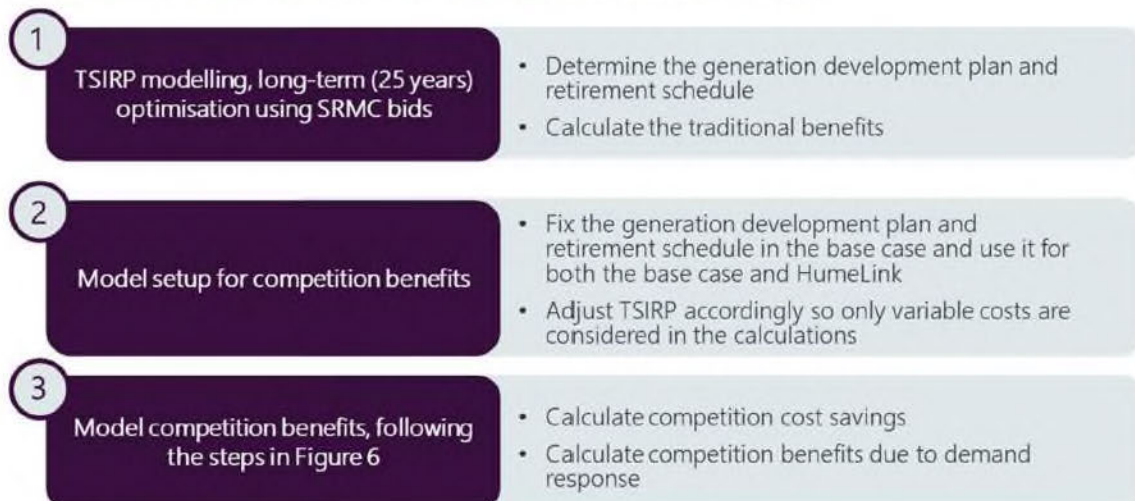 1
TSIRP modelling, long-term (25 years)
optimisation using SRMC bids
• Determine the generation development plan and
retirement schedule
• Calculate the traditional benefits
2
Model setup for competition benefits
• Fix the generation development plan and
retirement schedule in the base case and use it for
both the base case and HumeLink
• Adjust TSIRP accordingly so only variable costs are
considered in the calculations
3
Model competition benefits, following
the steps in Figure 6
• Calculate competition cost savings
• Calculate competition benefits due to demand
response